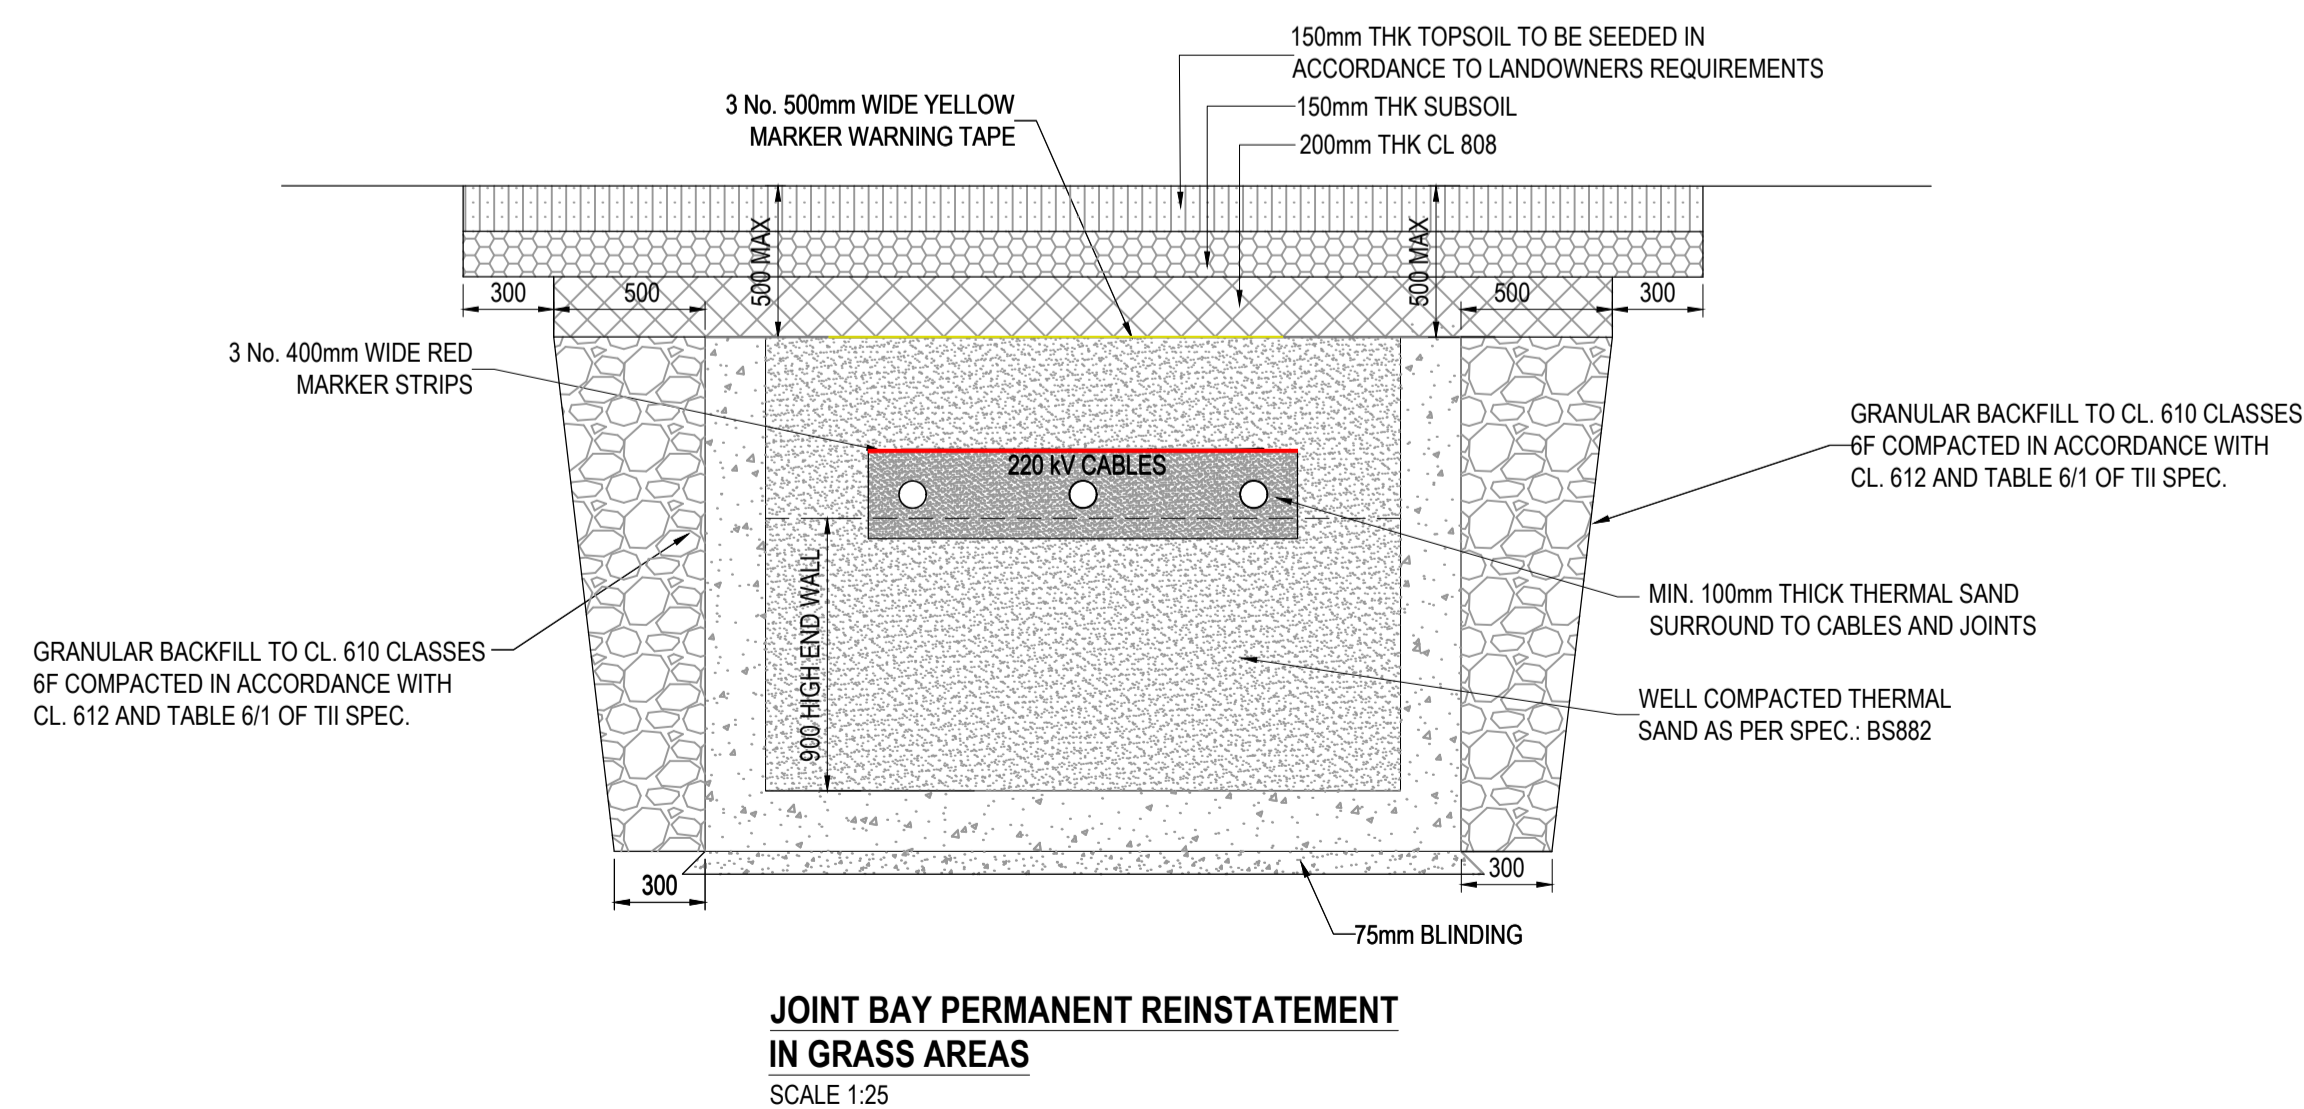 150mm THK TOPSOIL TO BE SEEDED IN
ACCORDANCE TO LANDOWNERS REQUIREMENTS
3 No. 500mm WIDE YELLOW
MARKER WARNING TAPE
150mm THK SUBSOIL
200mm THK CL 808
500 MAX
500 MAX
300
500
500
300
3 No. 400mm WIDE RED
MARKER STRIPS
220 kV CABLES
GRANULAR BACKFILL TO CL. 610 CLASSES
6F COMPACTED IN ACCORDANCE WITH
CL. 612 AND TABLE 6/1 OF TII SPEC.
900 HIGH END WALL
MIN. 100mm THICK THERMAL SAND
SURROUND TO CABLES AND JOINTS
GRANULAR BACKFILL TO CL. 610 CLASSES
6F COMPACTED IN ACCORDANCE WITH
CL. 612 AND TABLE 6/1 OF TII SPEC.
WELL COMPACTED THERMAL
SAND AS PER SPEC.: BS882
300
300
75mm BLINDING
JOINT BAY PERMANENT REINSTATEMENT
IN GRASS AREAS
SCALE 1:25